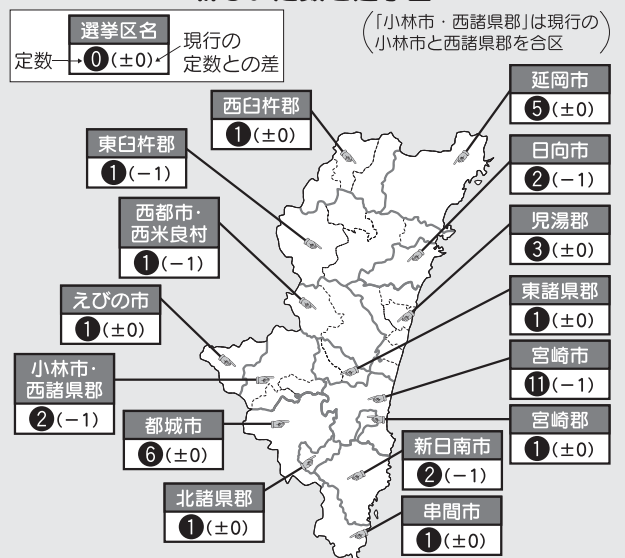 選挙区名
定数→0(±0)
現行の
定数との差
(「小林市・西諸県郡」は現行の
小林市と西諸県郡を合区)
西臼杵郡
1(±0)
延岡市
5(±0)
東臼杵郡
1(−1)
日向市
2(−1)
西都市・
西米良村
1(−1)
児湯郡
3(±0)
えびの市
1(±0)
東諸県郡
1(±0)
小林市・
西諸県郡
2(−1)
宮崎市
11(−1)
都城市
6(±0)
宮崎郡
1(±0)
新日南市
2(−1)
北諸県郡
1(±0)
串間市
1(±0)